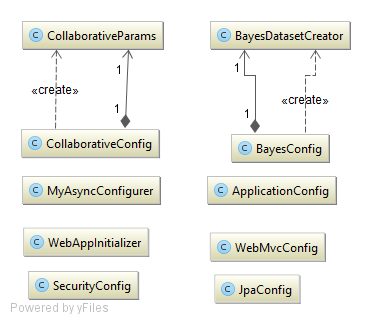 C CollaborativeParams
C BayesDatasetCreator
1
1
«create»
«create»
1
1
C CollaborativeConfig
C BayesConfig
C MyAsyncConfigurer
C ApplicationConfig
C WebAppInitializer
C WebMvcConfig
C SecurityConfig
C JpaConfig
Powered by yFiles